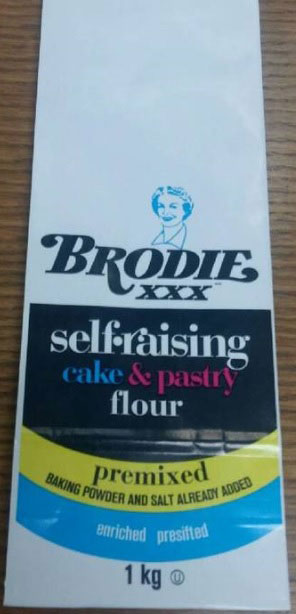 BRODIE
XXX
self-raising
cake & pastry
flour
premixed
BAKING POWDER AND SALT ALREADY ADDED
enriched presifted
1 kg U